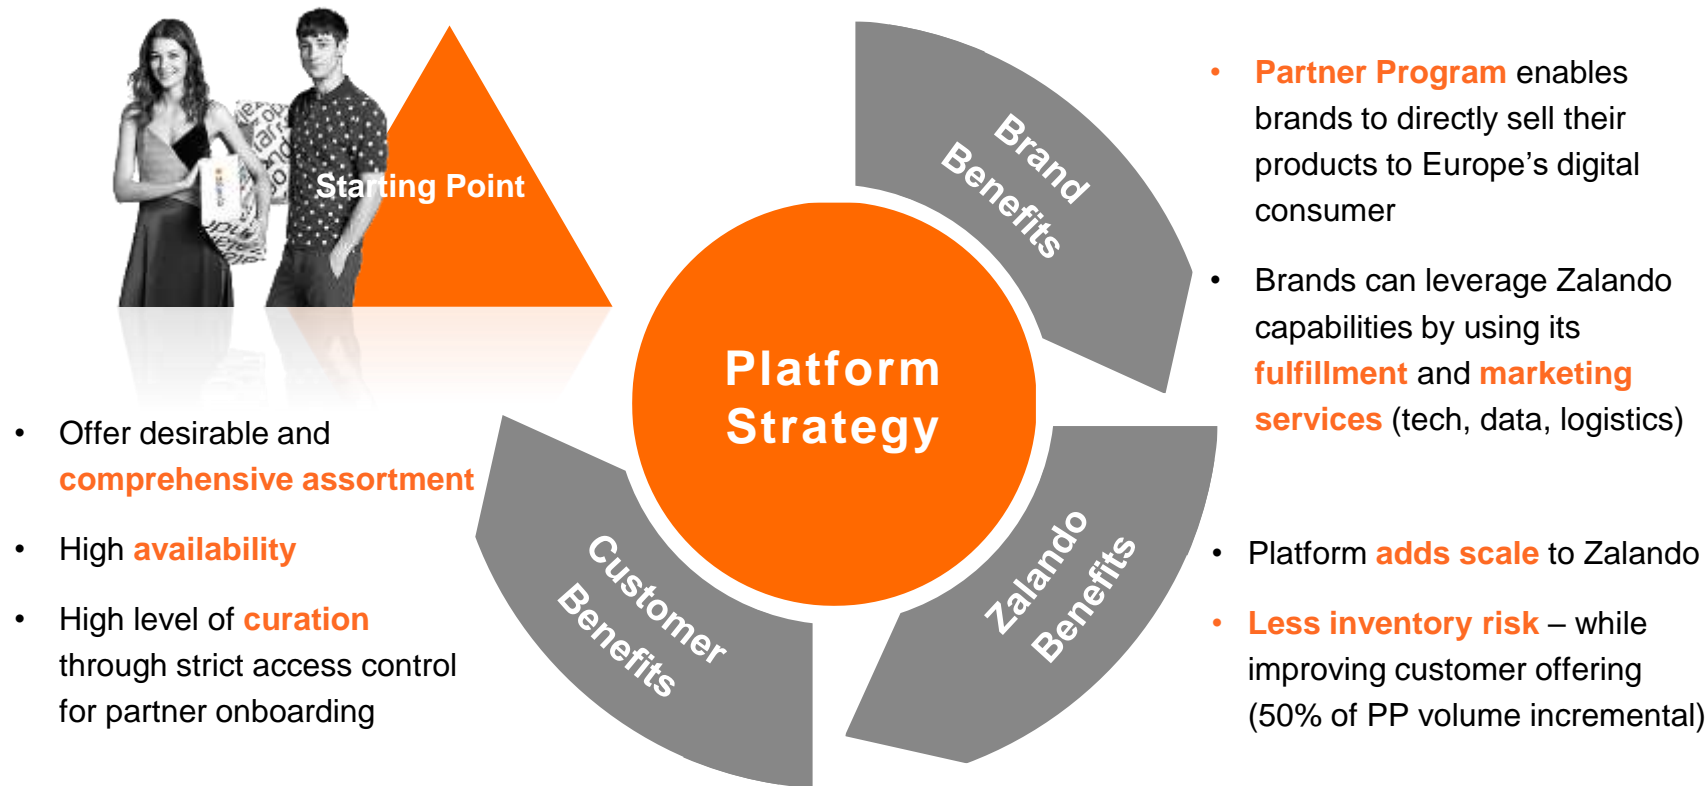 Starting Point
• Offer desirable and
comprehensive assortment
• High availability
• High level of curation
through strict access control
for partner onboarding
Platform
Strategy
Brand
Benefits
Zalando
Benefits
Customer
Benefits
• Partner Program enables
brands to directly sell their
products to Europe’s digital
consumer
• Brands can leverage Zalando
capabilities by using its
fulfillment and marketing
services (tech, data, logistics)
• Platform adds scale to Zalando
• Less inventory risk – while
improving customer offering
(50% of PP volume incremental)